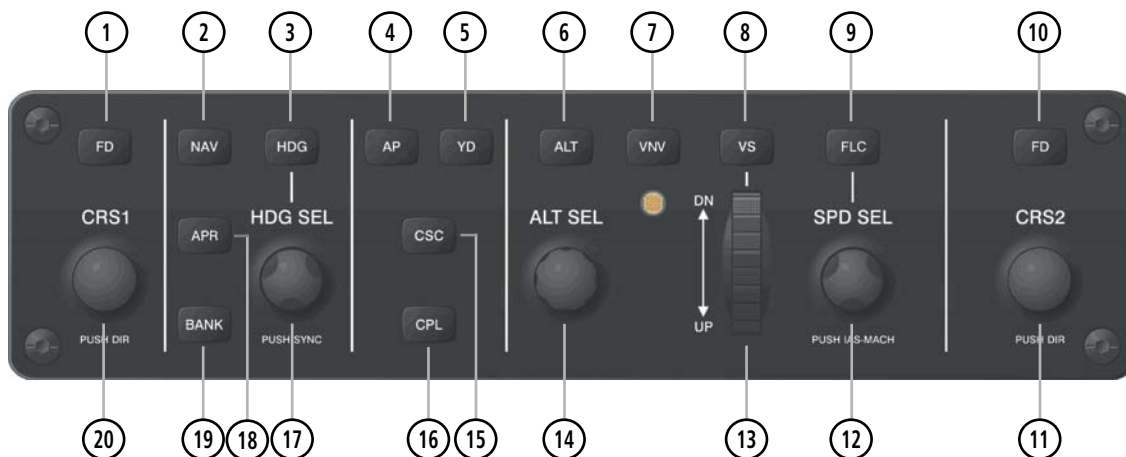 1 2 3 4 5 6 7 8 9 10
FD NAV HDG AP YD ALT VNV VS FLC FD
DN
CRS1 HDG SEL ALT SEL SPD SEL CRS2
APR CSC
BANK CPL UP
PUSH DIR PUSH SYNC PUSH IAS-MACH PUSH DIR
20 19 18 17 16 15 14 13 12 11